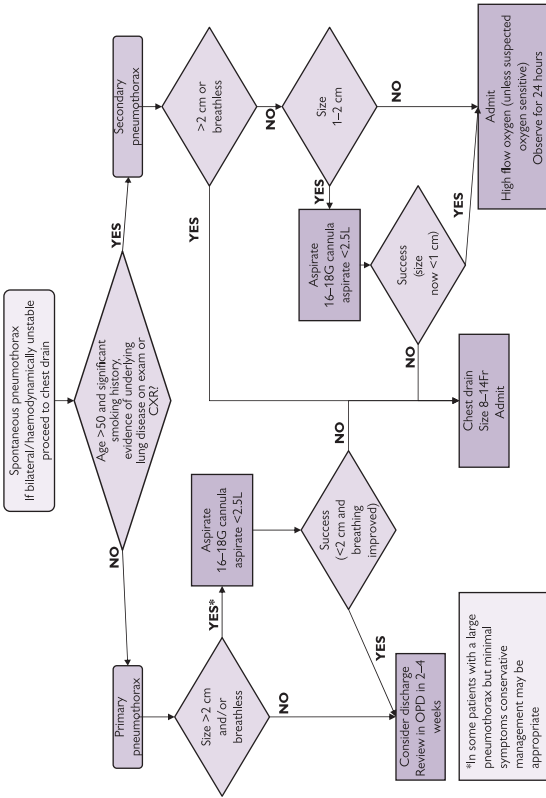 Spontaneous pneumothorax
If bilateral/haemodynamically unstable
proceed to chest drain
Age >50 and significant
smoking history,
evidence of underlying
lung disease on exam or
CXR?
NO
YES
Primary
pneumothorax
Secondary
pneumothorax
Size >2 cm
and/or
breathless
YES*
NO
Aspirate
16–18G cannula
aspirate <2.5L
Success
(<2 cm and
breathing
improved)
YES
NO
Consider discharge
Review in OPD in 2–4
weeks
>2 cm or
breathless
YES
NO
Size
1–2 cm
YES
NO
Aspirate
16–18G cannula
aspirate <2.5L
Success
(size
now <1 cm)
NO
YES
Chest drain
Size 8–14Fr
Admit
Admit
High flow oxygen (unless suspected
oxygen sensitive)
Observe for 24 hours
*In some patients with a large
pneumothorax but minimal
symptoms conservative
management may be
appropriate